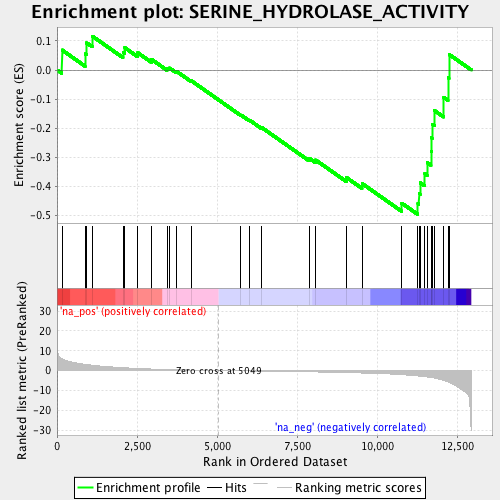 Enrichment plot: SERINE_HYDROLASE_ACTIVITY
Enrichment score (ES)
0.1
0.0
-0.1
-0.2
-0.3
-0.4
-0.5
'na_pos' (positively correlated)
Ranked list metric (PreRanked)
30
20
10
0
-10
-20
-30
Zero cross at 5049
'na_neg' (negatively correlated)
0
2,500
5,000
7,500
10,000
12,500
Rank in Ordered Dataset
Enrichment profile
Hits
Ranking metric scores